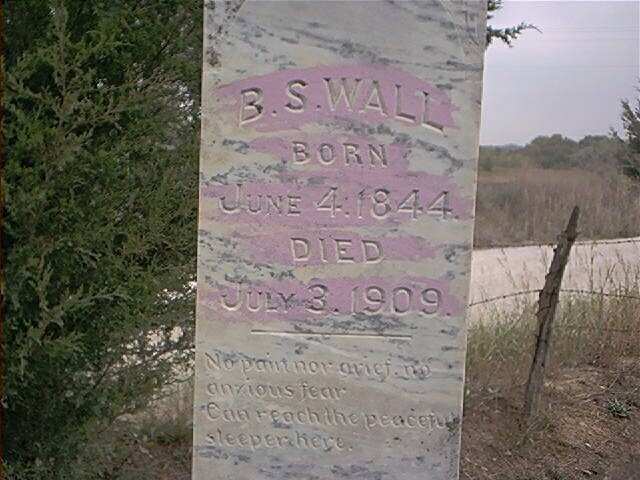 B. S. WALL
BORN
JUNE 4. 1844.
DIED
JULY 3. 1909.
No pain nor grief, no
anxious fear
Can reach the peaceful
sleeper here.